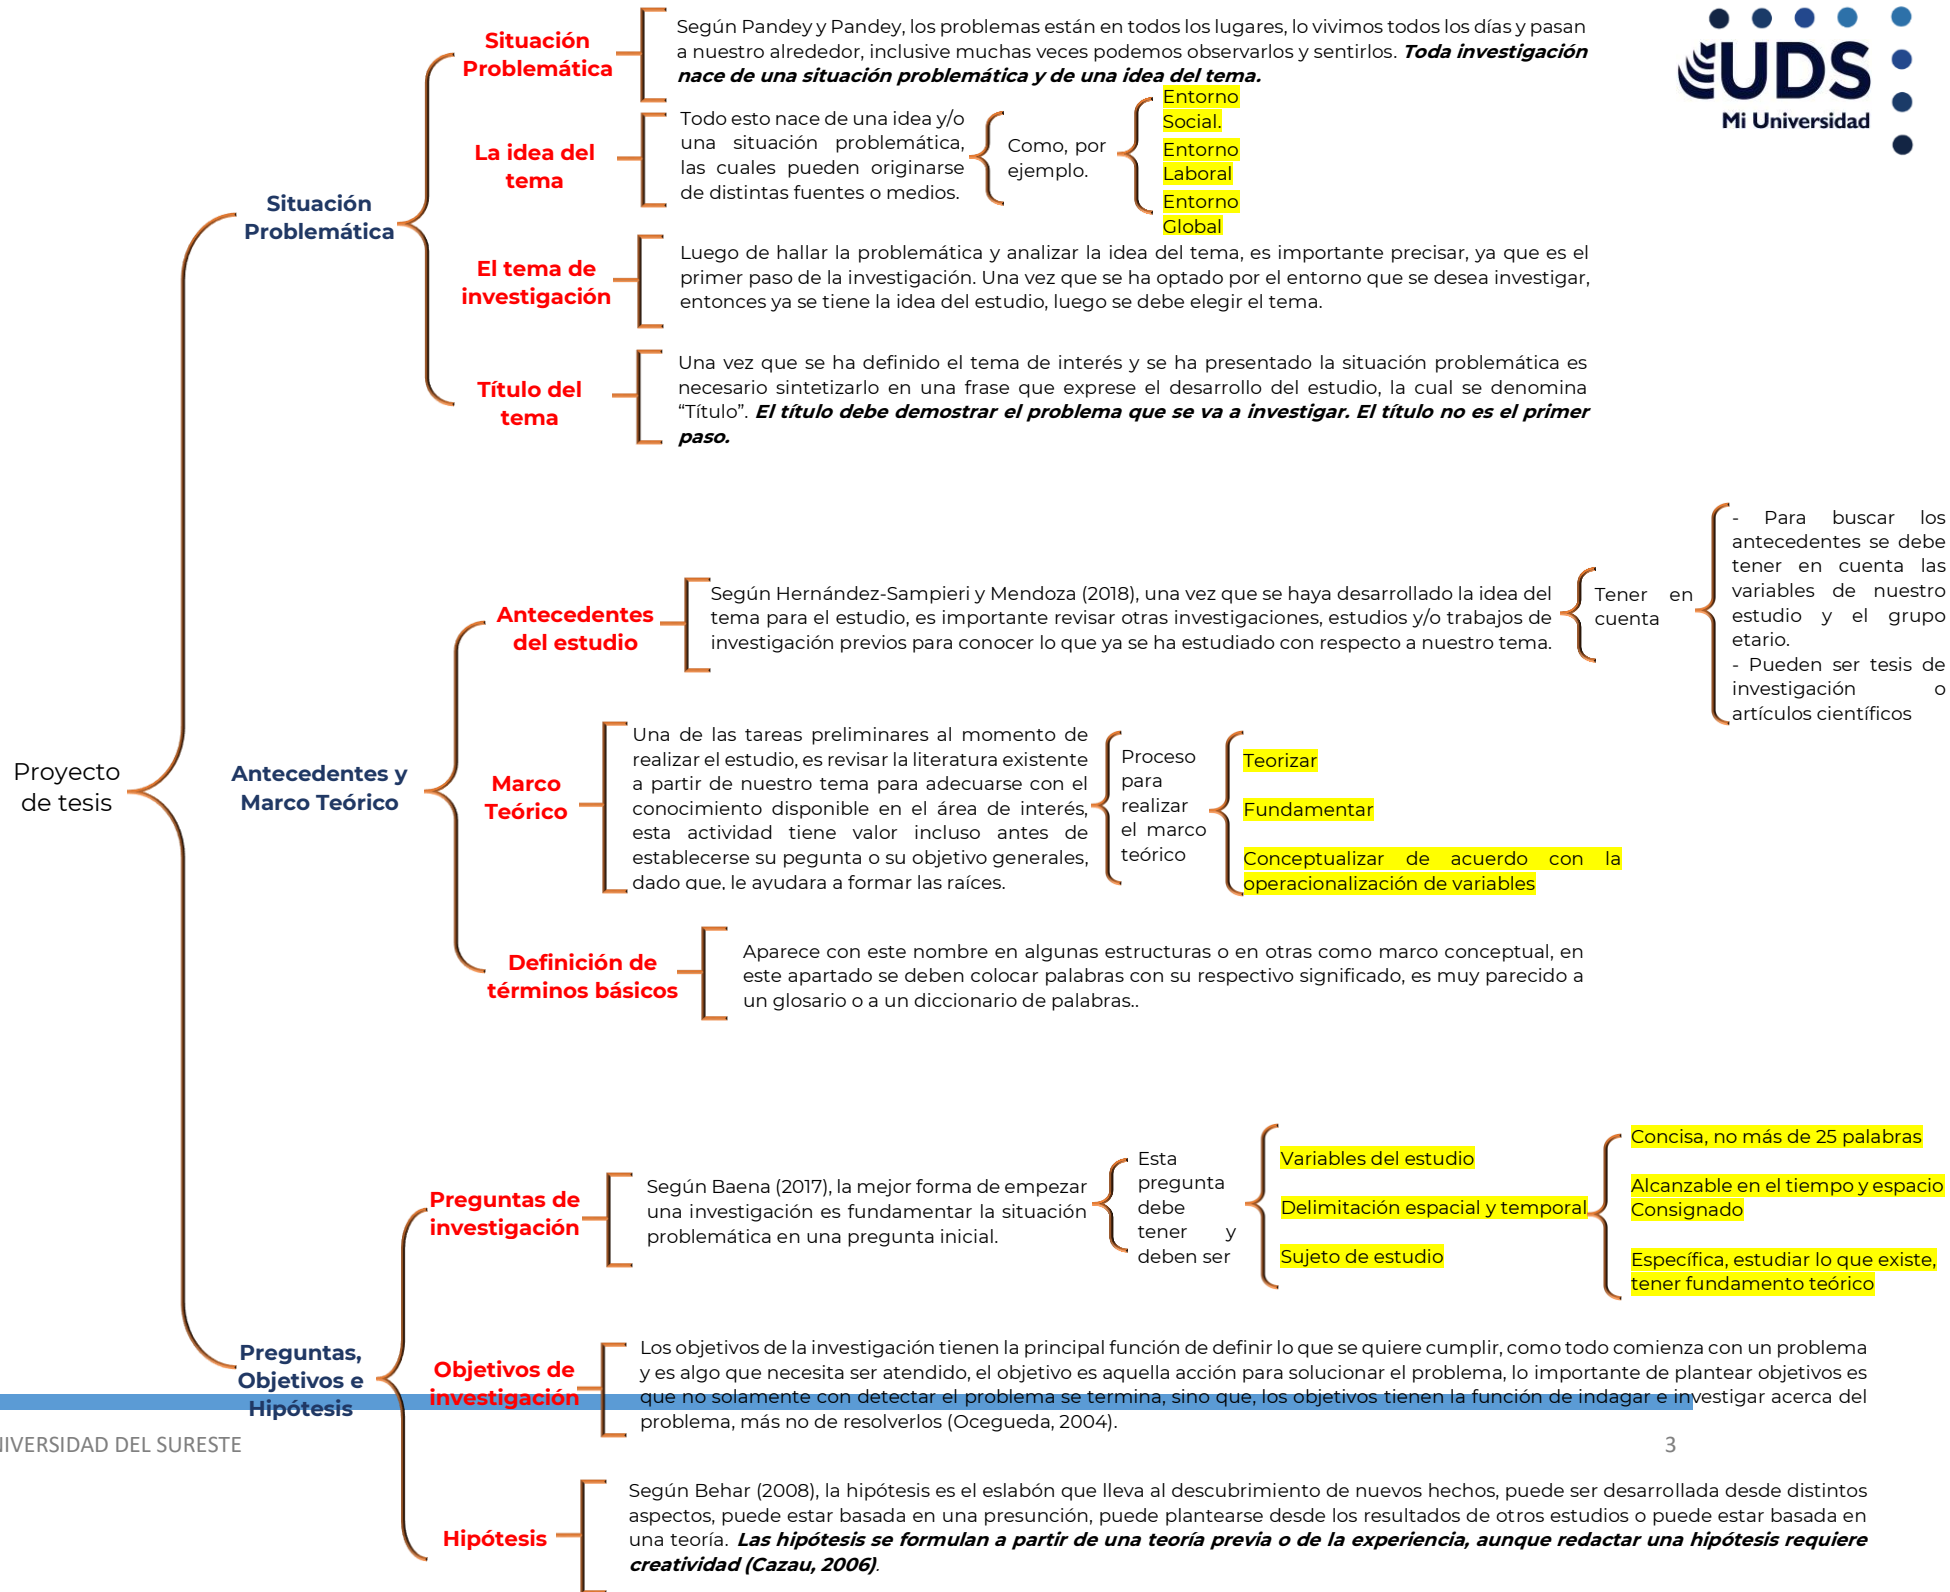 Situación
Problemática
Según Pandey y Pandey, los problemas están en todos los lugares, lo vivimos todos los días y pasan
a nuestro alrededor, inclusive muchas veces podemos observarlos y sentirlos. Toda investigación
nace de una situación problemática y de una idea del tema.
UDS
Mi Universidad
La idea del
tema
Todo esto nace de una idea y/o
una situación problemática,
las cuales pueden originarse
de distintas fuentes o medios.
Como, por
ejemplo.
Entorno
Social.
Entorno
Laboral
Entorno
Global
Situación
Problemática
El tema de
investigación
Luego de hallar la problemática y analizar la idea del tema, es importante precisar, ya que es el
primer paso de la investigación. Una vez que se ha optado por el entorno que se desea investigar,
entonces ya se tiene la idea del estudio, luego se debe elegir el tema.
Título del
tema
Una vez que se ha definido el tema de interés y se ha presentado la situación problemática es
necesario sintetizarlo en una frase que exprese el desarrollo del estudio, la cual se denomina
“Título”. El título debe demostrar el problema que se va a investigar. El título no es el primer
paso.
Proyecto
de tesis
Antecedentes y
Marco Teórico
Antecedentes
del estudio
Según Hernández-Sampieri y Mendoza (2018), una vez que se haya desarrollado la idea del
tema para el estudio, es importante revisar otras investigaciones, estudios y/o trabajos de
investigación previos para conocer lo que ya se ha estudiado con respecto a nuestro tema.
Tener en
cuenta
- Para buscar los
antecedentes se debe
tener en cuenta las
variables de nuestro
estudio y el grupo
etario.
- Pueden ser tesis de
investigación o
artículos científicos
Marco
Teórico
Una de las tareas preliminares al momento de
realizar el estudio, es revisar la literatura existente
a partir de nuestro tema para adecuarse con el
conocimiento disponible en el área de interés,
esta actividad tiene valor incluso antes de
establecerse su pegunta o su objetivo generales,
dado que, le ayudara a formar las raíces.
Proceso
para
realizar
el marco
teórico
Teorizar
Fundamentar
Conceptualizar de acuerdo con la
operacionalización de variables
Definición de
términos básicos
Aparece con este nombre en algunas estructuras o en otras como marco conceptual, en
este apartado se deben colocar palabras con su respectivo significado, es muy parecido a
un glosario o a un diccionario de palabras..
Preguntas,
Objetivos e
Hipótesis
Preguntas de
investigación
Según Baena (2017), la mejor forma de empezar
una investigación es fundamentar la situación
problemática en una pregunta inicial.
Esta
pregunta
debe
tener y
deben ser
Variables del estudio
Delimitación espacial y temporal
Sujeto de estudio
Concisa, no más de 25 palabras
Alcanzable en el tiempo y espacio
Consignado
Específica, estudiar lo que existe,
tener fundamento teórico
Objetivos de
investigación
Los objetivos de la investigación tienen la principal función de definir lo que se quiere cumplir, como todo comienza con un problema
y es algo que necesita ser atendido, el objetivo es aquella acción para solucionar el problema, lo importante de plantear objetivos es
que no solamente con detectar el problema se termina, sino que, los objetivos tienen la función de indagar e investigar acerca del
problema, más no de resolverlos (Ocegueda, 2004).
NIVERSIDAD DEL SURESTE
3
Hipótesis
Según Behar (2008), la hipótesis es el eslabón que lleva al descubrimiento de nuevos hechos, puede ser desarrollada desde distintos
aspectos, puede estar basada en una presunción, puede plantearse desde los resultados de otros estudios o puede estar basada en
una teoría. Las hipótesis se formulan a partir de una teoría previa o de la experiencia, aunque redactar una hipótesis requiere
creatividad (Cazau, 2006).